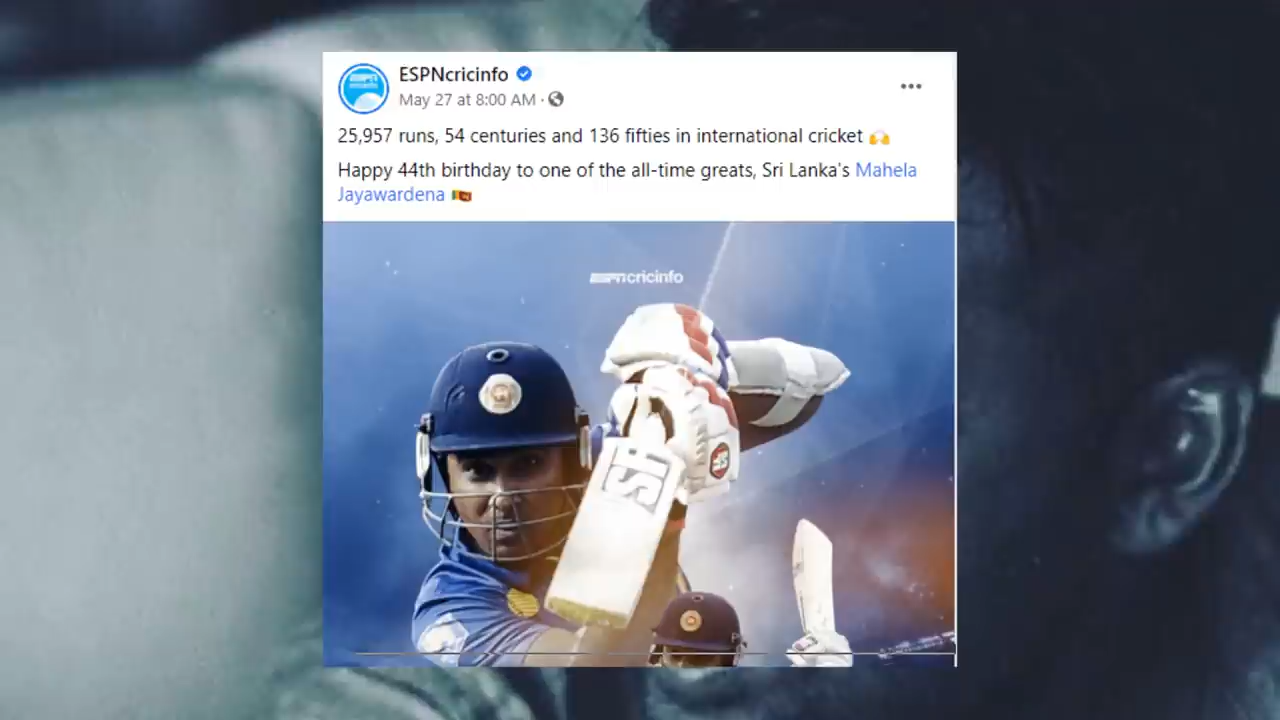 ESPNcricinfo
May 27 at 8:00 AM ·
25,957 runs, 54 centuries and 136 fifties in international cricket 🙌
Happy 44th birthday to one of the all-time greats, Sri Lanka's Mahela
Jayawardena 🇱🇰
ESPNcricinfo
SS